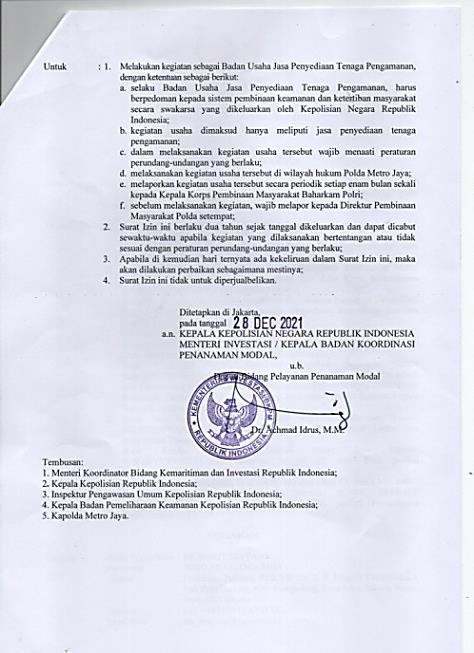 Untuk : 1. Melakukan kegiatan sebagai Badan Usaha Jasa Penyediaan Tenaga Pengamanan,
dengan ketentuan sebagai berikut:
a. selaku Badan Usaha Jasa Penyediaan Tenaga Pengamanan, harus
berpedoman kepada sistem pembinaan keamanan dan ketertiban masyarakat
secara swakarsa yang dikeluarkan oleh Kepolisian Negara Republik
Indonesia;
b. kegiatan usaha dimaksud hanya meliputi jasa penyediaan tenaga
pengamanan;
c. dalam melaksanakan kegiatan usaha tersebut wajib menaati peraturan
perundang-undangan yang berlaku;
d. melaksanakan kegiatan usaha tersebut di wilayah hukum Polda Metro Jaya;
e. melaporkan kegiatan usaha tersebut secara periodik setiap enam bulan sekali
kepada Kepala Korps Pembinaan Masyarakat Baharkam Polri;
f. sebelum melaksanakan kegiatan, wajib melapor kepada Direktur Pembinaan
Masyarakat Polda setempat;
2. Surat Izin ini berlaku dua tahun sejak tanggal dikeluarkan dan dapat dicabut
sewaktu-waktu apabila kegiatan yang dilaksanakan bertentangan atau tidak
sesuai dengan peraturan perundang-undangan yang berlaku;
3. Apabila di kemudian hari ternyata ada kekeliruan dalam Surat Izin ini, maka
akan dilakukan perbaikan sebagaimana mestinya;
4. Surat Izin ini tidak untuk diperjualbelikan.
Ditetapkan di Jakarta,
pada tanggal 28 DEC 2021
a.n. KEPALA KEPOLISIAN NEGARA REPUBLIK INDONESIA
MENTERI INVESTASI / KEPALA BADAN KOORDINASI
PENANAMAN MODAL,
u.b.
Bidang Pelayanan Penanaman Modal
KEMENTERIAN INVESTASI/BKPM
REPUBLIK INDONESIA
Dr. Achmad Idrus, M.M.
Tembusan:
1. Menteri Koordinator Bidang Kemaritiman dan Investasi Republik Indonesia;
2. Kepala Kepolisian Republik Indonesia;
3. Inspektur Pengawasan Umum Kepolisian Republik Indonesia;
4. Kepala Badan Pemeliharaan Keamanan Kepolisian Republik Indonesia;
5. Kapolda Metro Jaya.